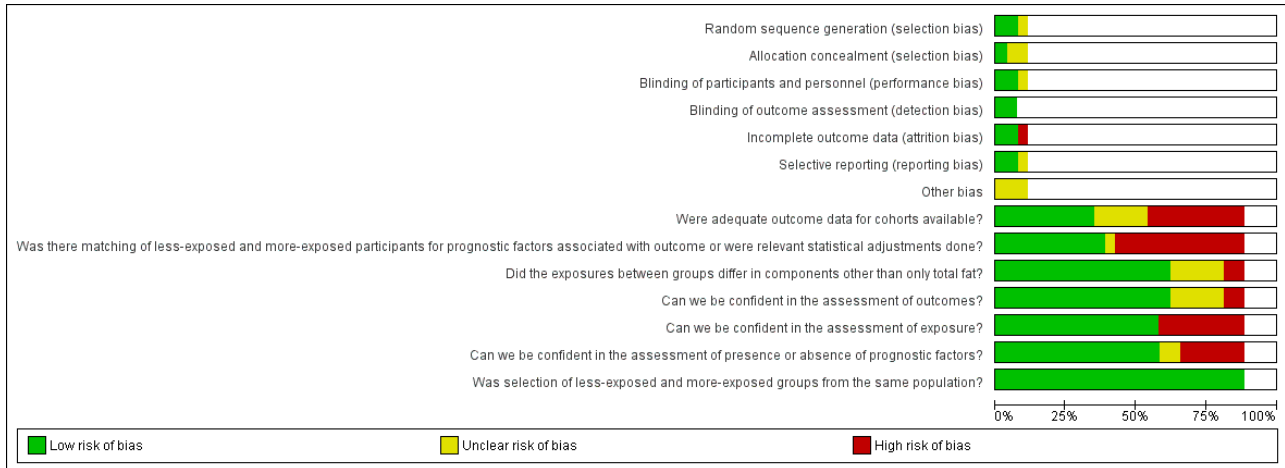 Random sequence generation (selection bias)
Allocation concealment (selection bias)
Blinding of participants and personnel (performance bias)
Blinding of outcome assessment (detection bias)
Incomplete outcome data (attrition bias)
Selective reporting (reporting bias)
Other bias
Were adequate outcome data for cohorts available?
Was there matching of less-exposed and more-exposed participants for prognostic factors associated with outcome or were relevant statistical adjustments done?
Did the exposures between groups differ in components other than only total fat?
Can we be confident in the assessment of outcomes?
Can we be confident in the assessment of exposure?
Can we be confident in the assessment of presence or absence of prognostic factors?
Was selection of less-exposed and more-exposed groups from the same population?
0% 25% 50% 75% 100%
Low risk of bias Unclear risk of bias High risk of bias